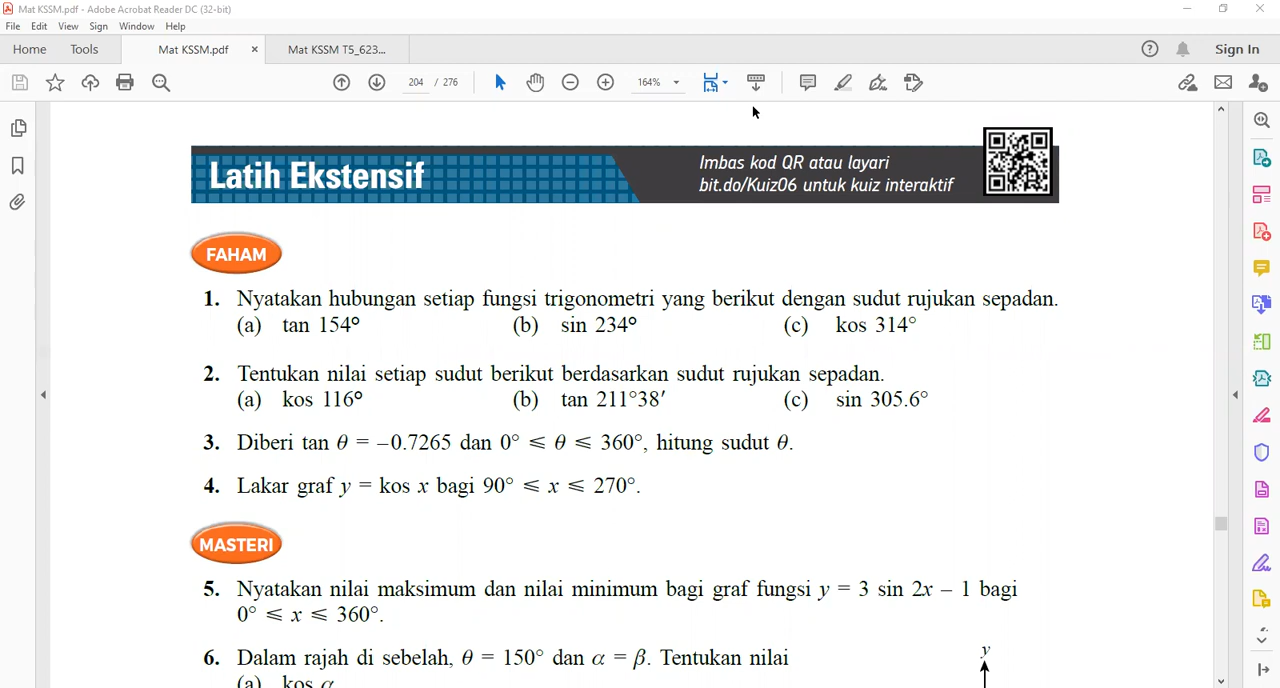 Mat KSSM.pdf - Adobe Acrobat Reader DC (32-bit)
File Edit View Sign Window Help
Home Tools Mat KSSM.pdf × Mat KSSM T5_623... Sign In
204 / 276 164%
Latih Ekstensif
Imbas kod QR atau layari
bit.do/Kuiz06 untuk kuiz interaktif
FAHAM
1. Nyatakan hubungan setiap fungsi trigonometri yang berikut dengan sudut rujukan sepadan.
(a) tan 154° (b) sin 234° (c) kos 314°
2. Tentukan nilai setiap sudut berikut berdasarkan sudut rujukan sepadan.
(a) kos 116° (b) tan 211°38′ (c) sin 305.6°
3. Diberi tan θ = −0.7265 dan 0° ⩽ θ ⩽ 360°, hitung sudut θ.
4. Lakar graf y = kos x bagi 90° ⩽ x ⩽ 270°.
MASTERI
5. Nyatakan nilai maksimum dan nilai minimum bagi graf fungsi y = 3 sin 2x − 1 bagi
0° ⩽ x ⩽ 360°.
6. Dalam rajah di sebelah, θ = 150° dan α = β. Tentukan nilai
y
(a) kos α